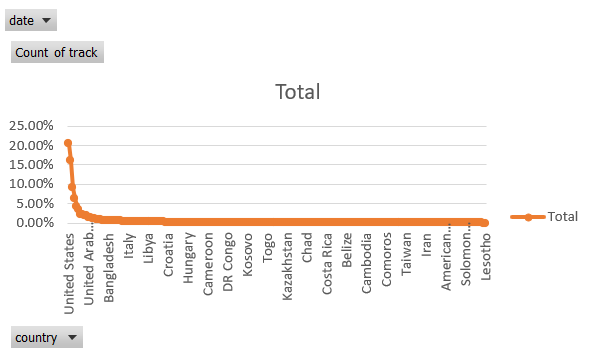 date
Count of track
Total
25.00%
20.00%
15.00%
10.00%
5.00%
0.00%
United States
United Arab...
Bangladesh
Italy
Libya
Croatia
Hungary
Cameroon
DR Congo
Kosovo
Togo
Kazakhstan
Chad
Costa Rica
Belize
Cambodia
Comoros
Taiwan
Iran
American...
Solomon...
Lesotho
Total
country